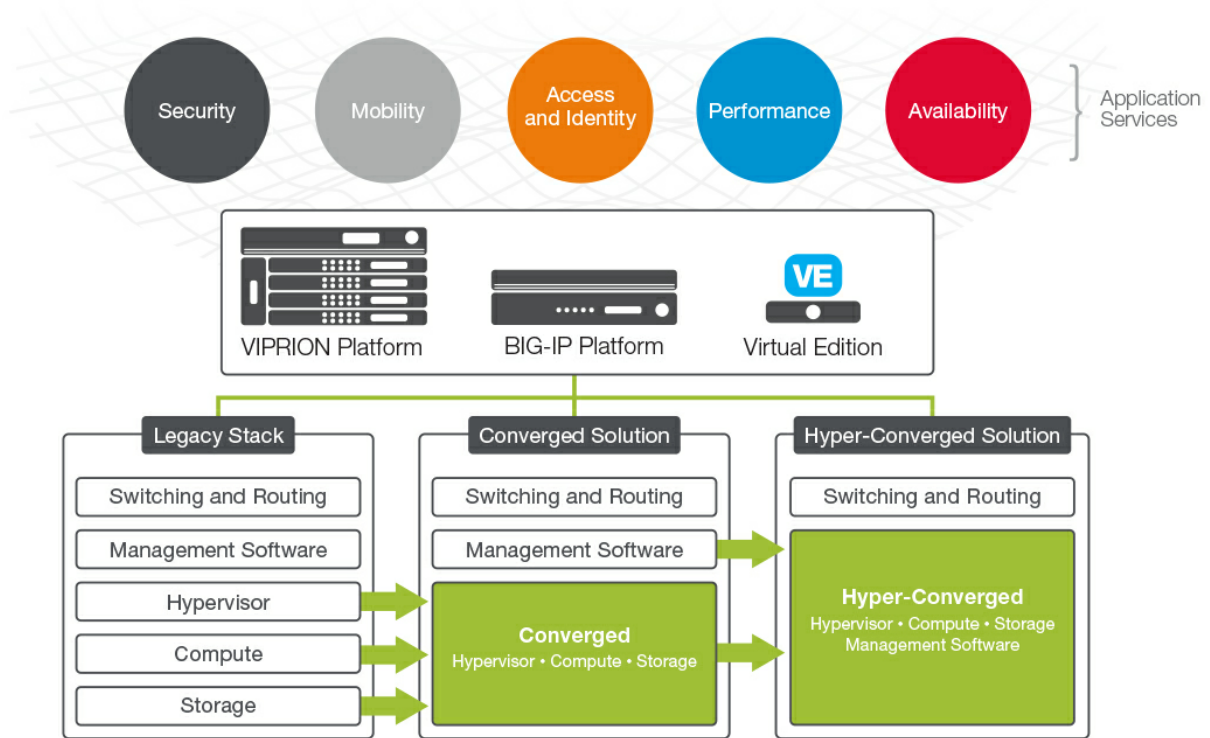 Security
Mobility
Access
and Identity
Performance
Availability
Application
Services
VE
VIPRION Platform
BIG-IP Platform
Virtual Edition
Legacy Stack
Switching and Routing
Management Software
Hypervisor
Compute
Storage
Converged Solution
Switching and Routing
Management Software
Converged
Hypervisor • Compute • Storage
Hyper-Converged Solution
Switching and Routing
Hyper-Converged
Hypervisor • Compute • Storage
Management Software